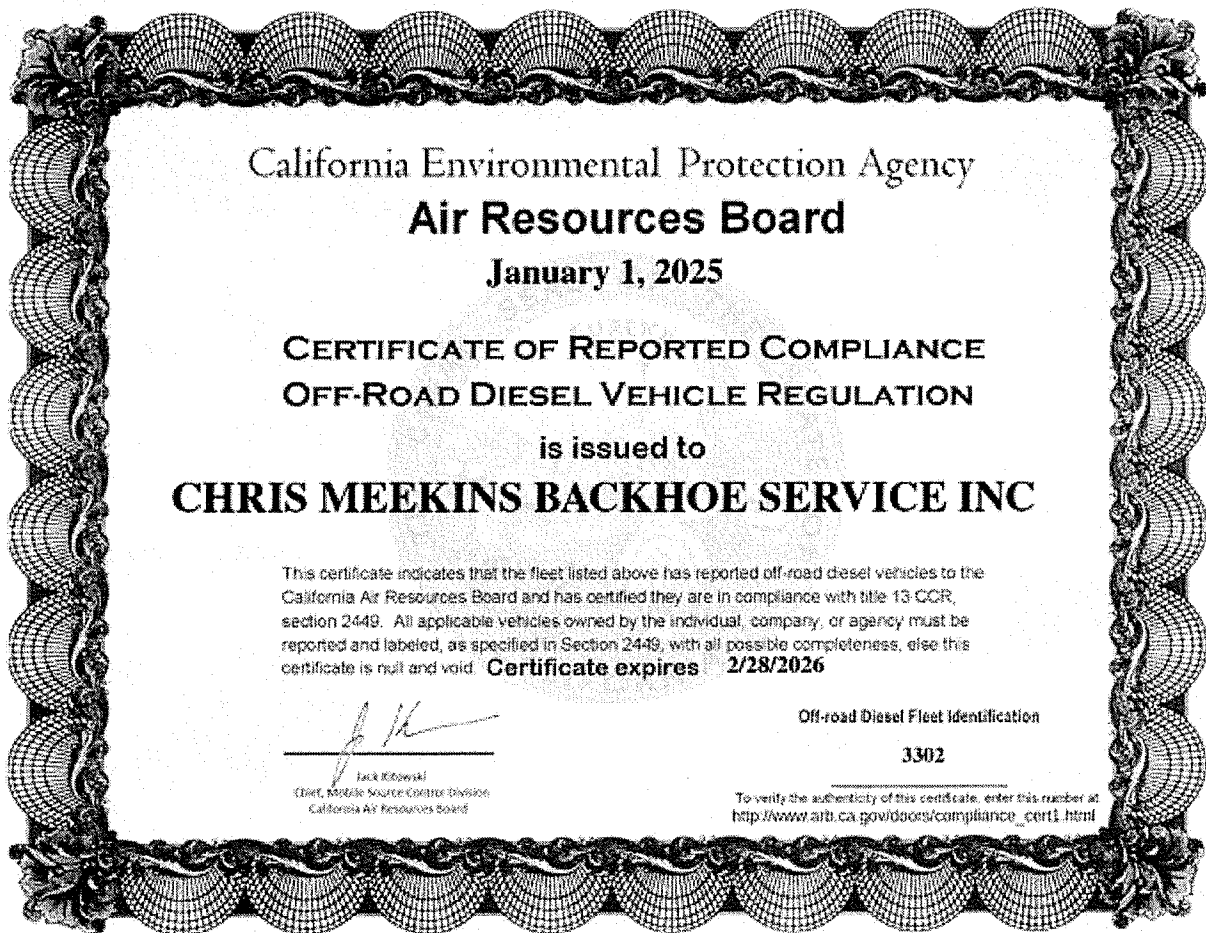 California Environmental Protection Agency
Air Resources Board
January 1, 2025
CERTIFICATE OF REPORTED COMPLIANCE
OFF-ROAD DIESEL VEHICLE REGULATION
is issued to
CHRIS MEEKINS BACKHOE SERVICE INC
This certificate indicates that the fleet listed above has reported off-road diesel vehicles to the
California Air Resources Board and has certified they are in compliance with title 13 CCR,
section 2449. All applicable vehicles owned by the individual, company, or agency must be
reported and labeled, as specified in Section 2449, with all possible completeness, else this
certificate is null and void. Certificate expires 2/28/2026
Jack Kitowski
Chief, Mobile Source Control Division
California Air Resources Board
Off-road Diesel Fleet Identification
3302
To verify the authenticity of this certificate, enter this number at
http://www.arb.ca.gov/doors/compliance_cert1.html